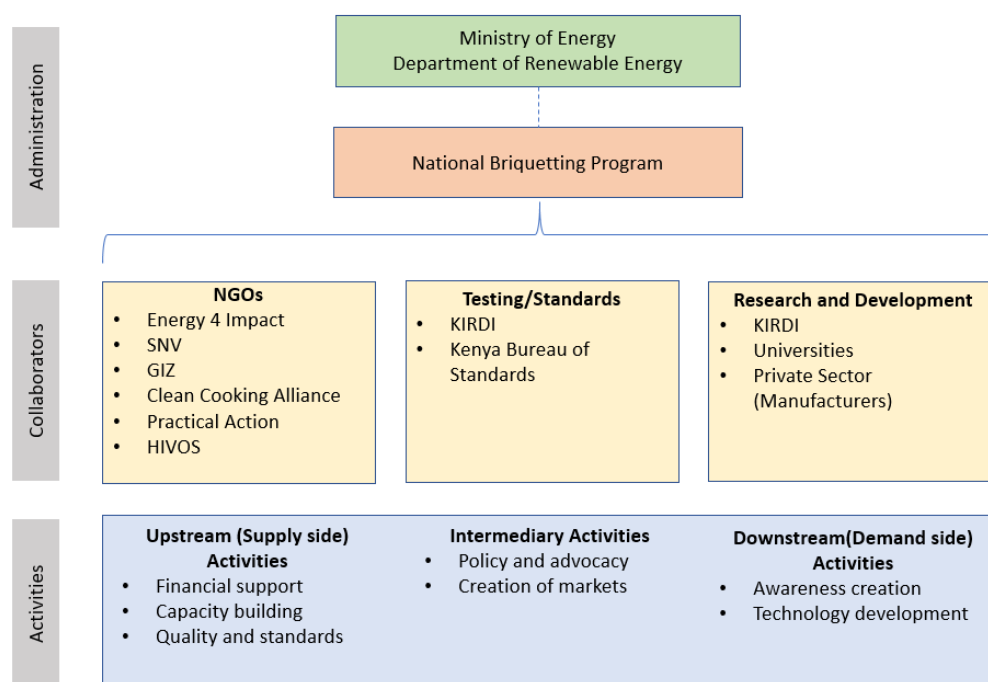 Administration
Ministry of Energy
Department of Renewable Energy
National Briquetting Program
Collaborators
NGOs
• Energy 4 Impact
• SNV
• GIZ
• Clean Cooking Alliance
• Practical Action
• HIVOS
Testing/Standards
• KIRDI
• Kenya Bureau of
Standards
Research and Development
• KIRDI
• Universities
• Private Sector
(Manufacturers)
Activities
Upstream (Supply side)
Activities
• Financial support
• Capacity building
• Quality and standards
Intermediary Activities
• Policy and advocacy
• Creation of markets
Downstream(Demand side)
Activities
• Awareness creation
• Technology development